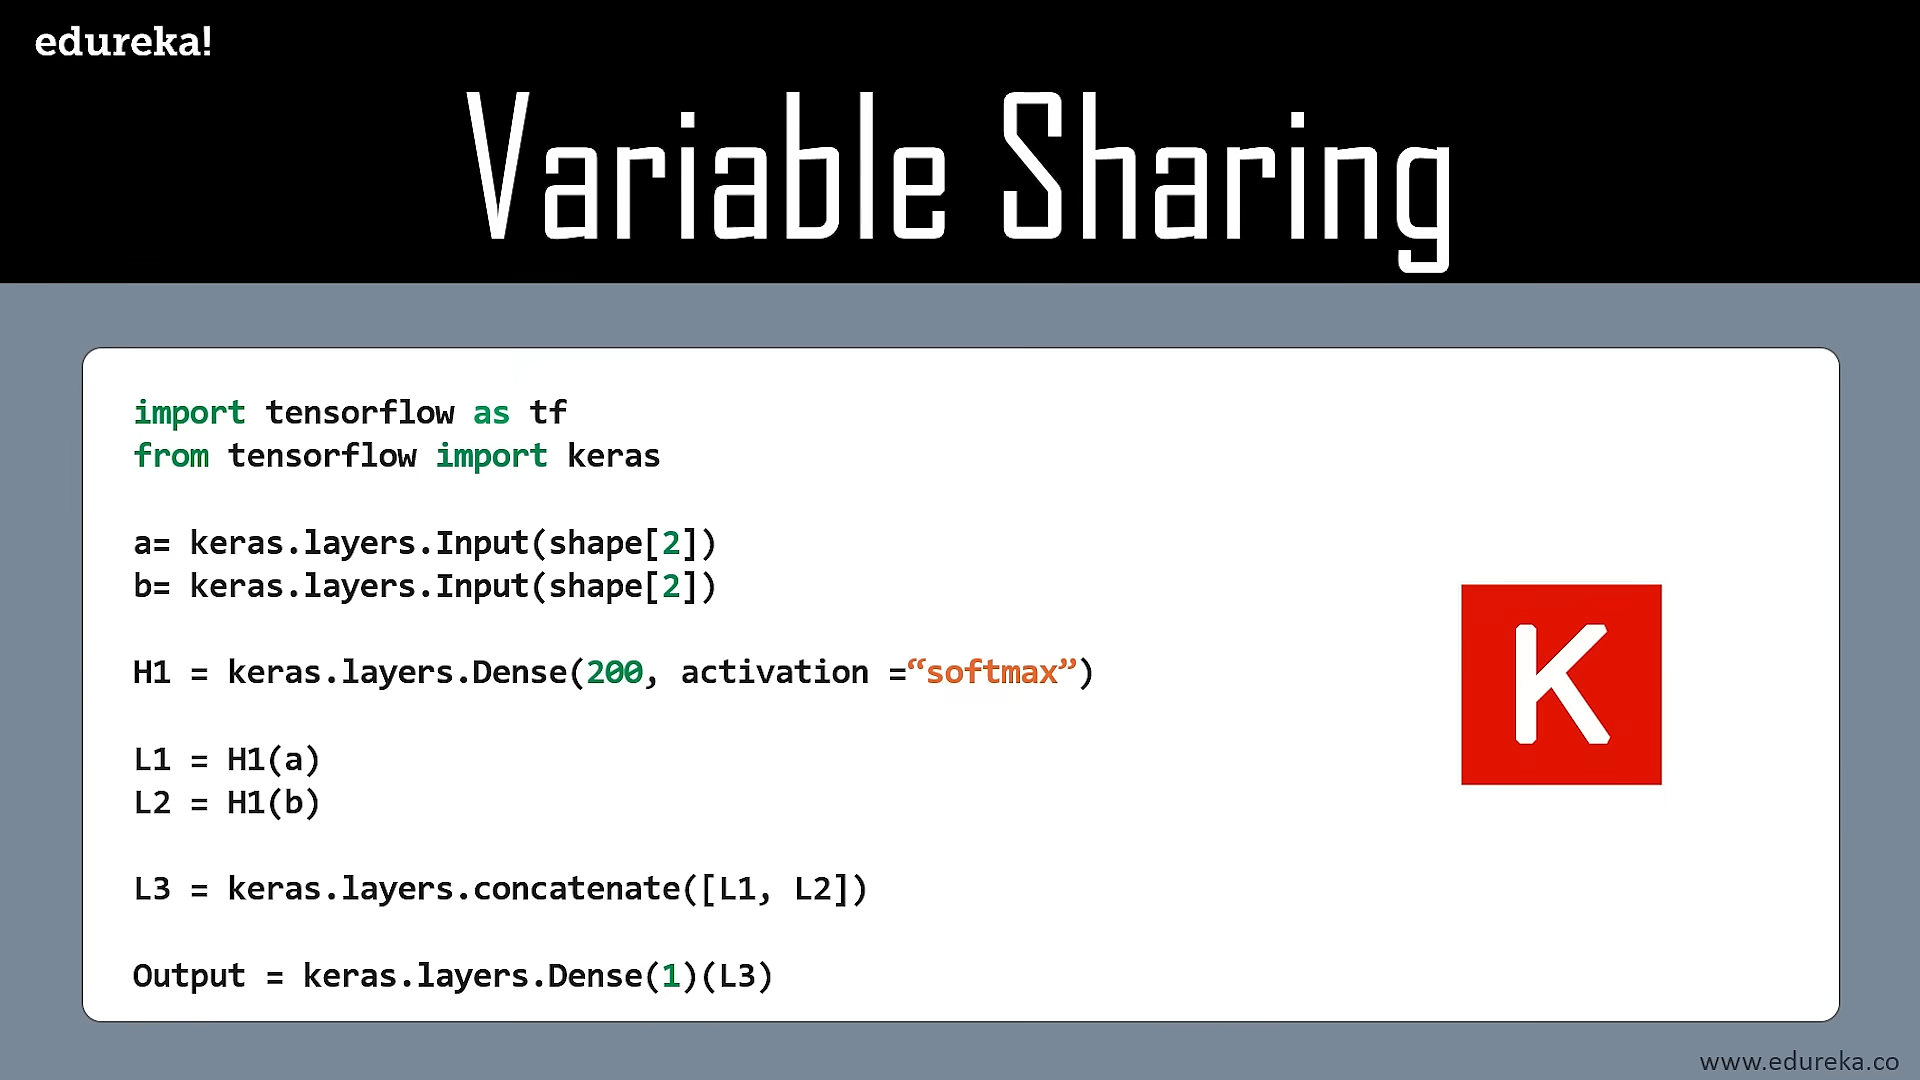 edureka!
Variable Sharing
import tensorflow as tf
from tensorflow import keras
a= keras.layers.Input(shape[2])
b= keras.layers.Input(shape[2])
H1 = keras.layers.Dense(200, activation =“softmax”)
L1 = H1(a)
L2 = H1(b)
L3 = keras.layers.concatenate([L1, L2])
Output = keras.layers.Dense(1)(L3)
K
www.edureka.co